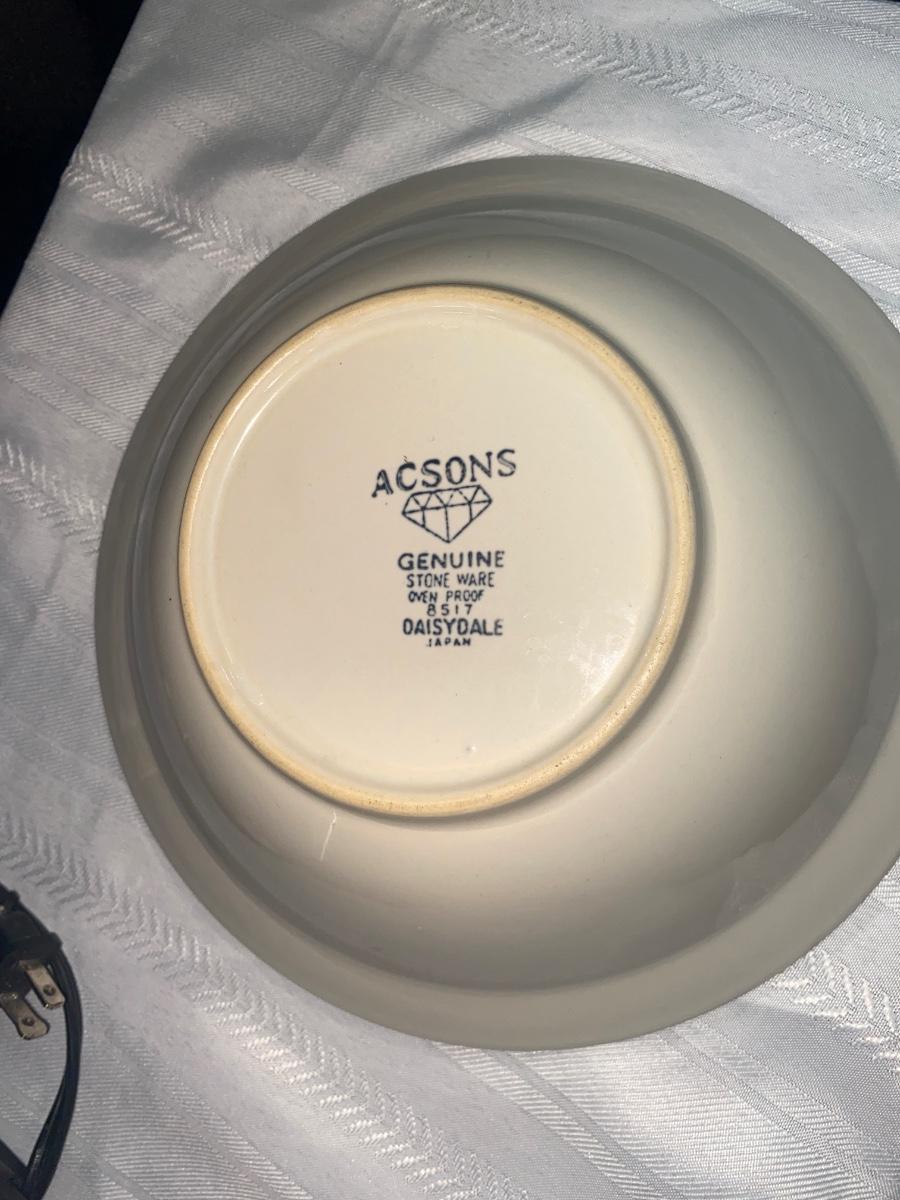 ACSONS
GENUINE
STONE WARE
OVEN PROOF
8517
DAISYDALE
JAPAN